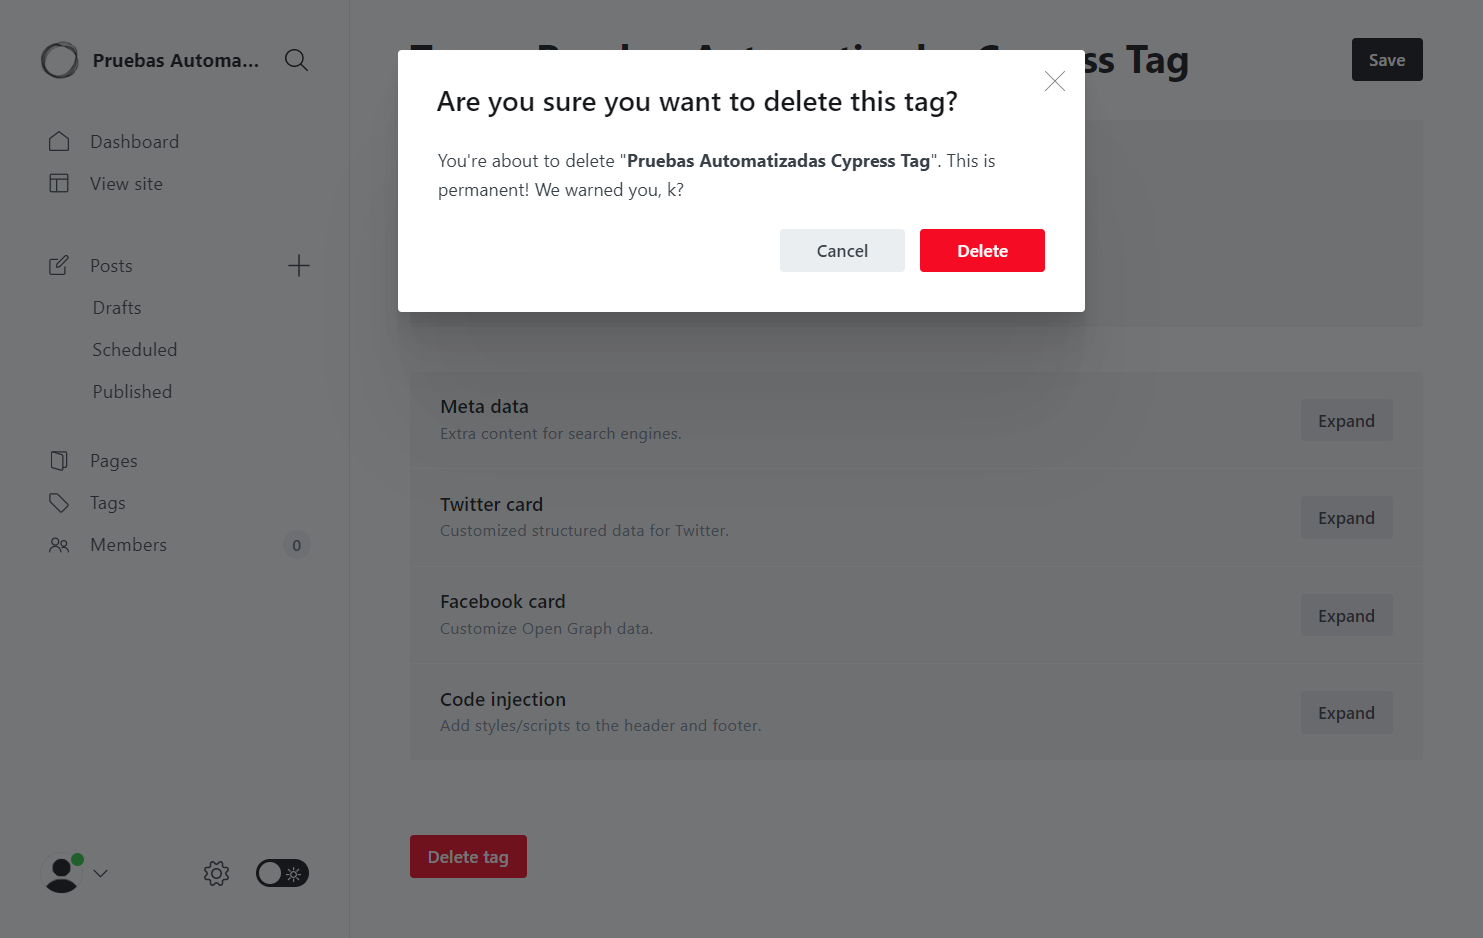 Pruebas Automa...
Dashboard
View site
Posts
Drafts
Scheduled
Published
Pages
Tags
Members
0
ss Tag
Save
Are you sure you want to delete this tag?
You're about to delete "Pruebas Automatizadas Cypress Tag". This is
permanent! We warned you, k?
Cancel
Delete
Meta data
Extra content for search engines.
Expand
Twitter card
Customized structured data for Twitter.
Expand
Facebook card
Customize Open Graph data.
Expand
Code injection
Add styles/scripts to the header and footer.
Expand
Delete tag